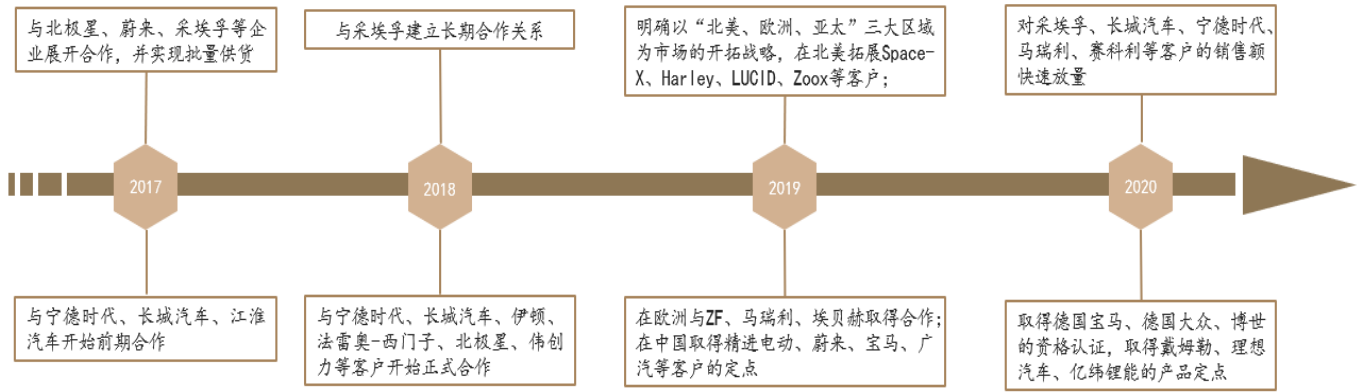 与北极星、蔚来、采埃孚等企
业展开合作，并实现批量供货
与采埃孚建立长期合作关系
明确以“北美、欧洲、亚太”三大区域
为市场的开拓战略，在北美拓展Space-
X、Harley、LUCID、Zoox等客户；
对采埃孚、长城汽车、宁德时代、
马瑞利、赛科利等客户的销售额
快速放量
2017
2018
2019
2020
与宁德时代、长城汽车、江淮
汽车开始前期合作
与宁德时代、长城汽车、伊顿、
法雷奥-西门子、北极星、伟创
力等客户开始正式合作
在欧洲与ZF、马瑞利、埃贝赫取得合作；
在中国取得精进电动、蔚来、宝马、广
汽等客户的定点
取得德国宝马、德国大众、博世
的资格认证，取得戴姆勒、理想
汽车、亿纬锂能的产品定点